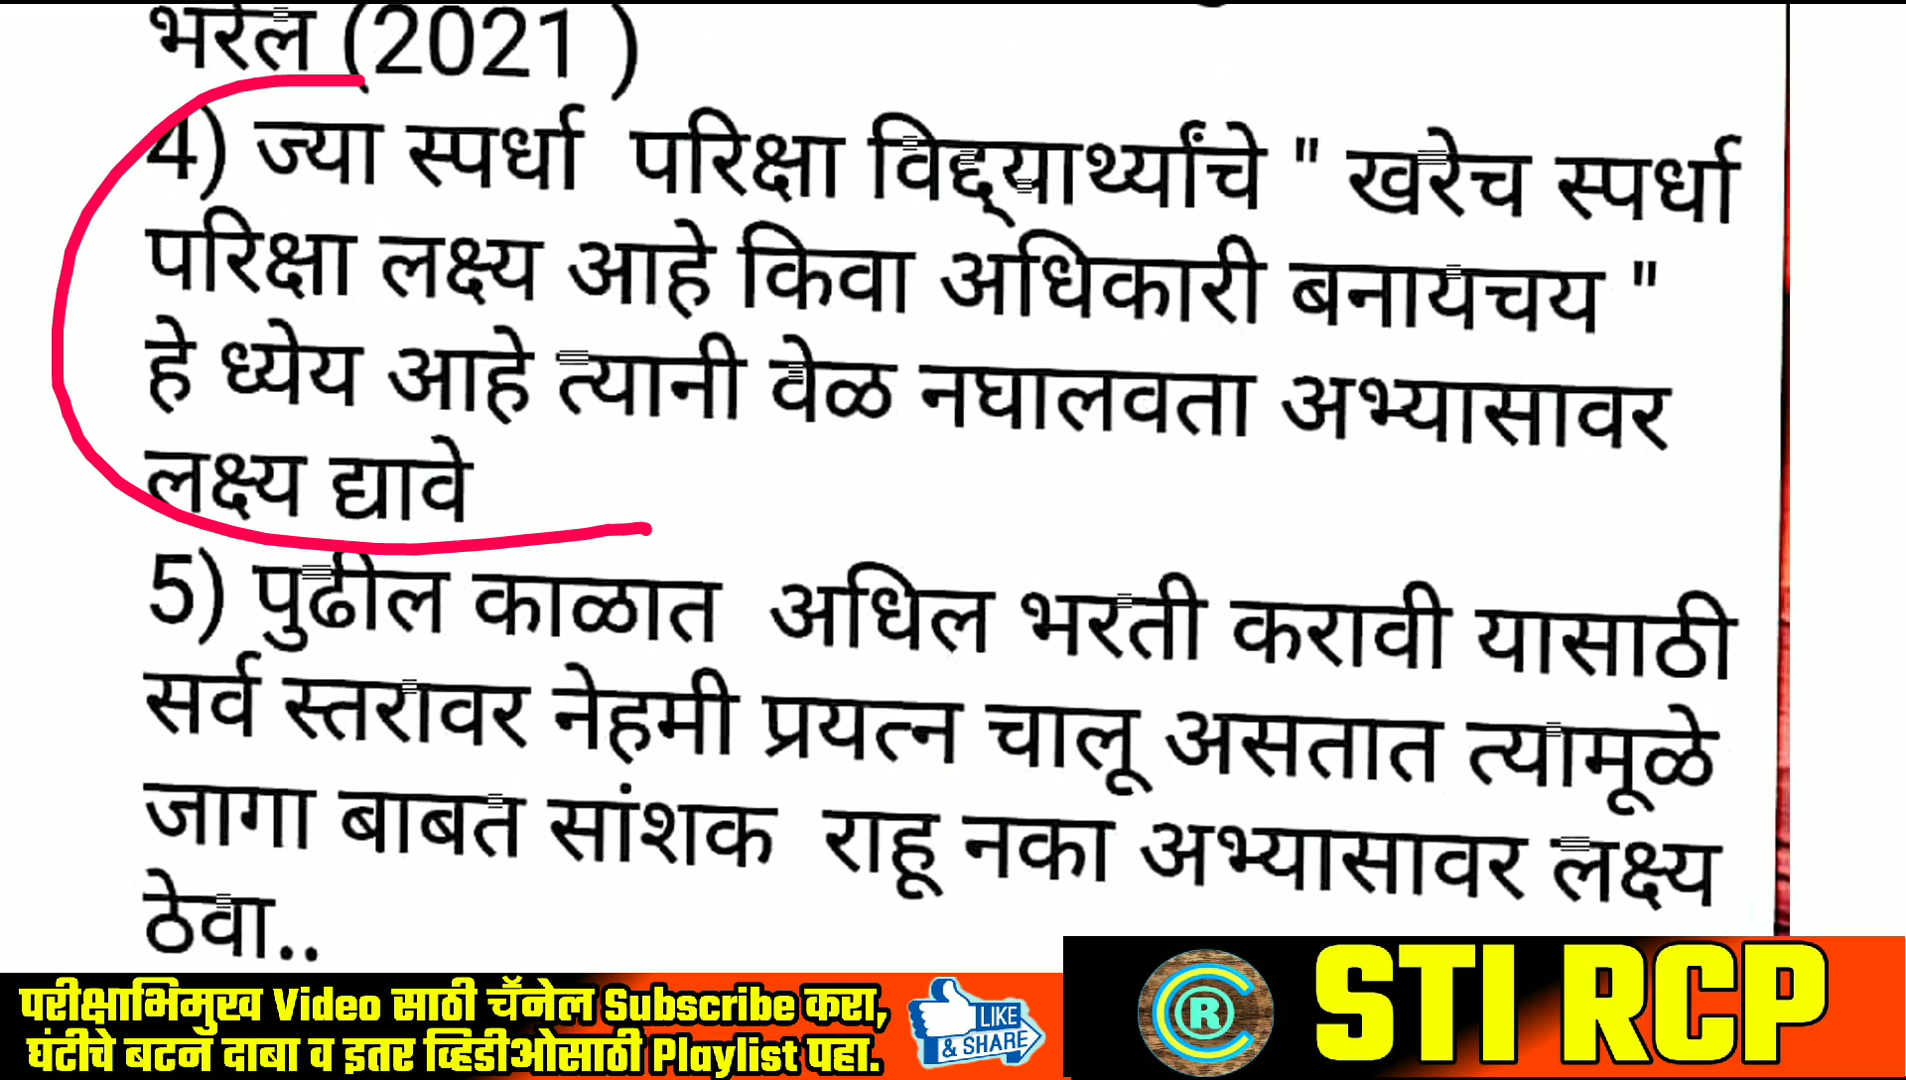 भरेल (2021 )
4) ज्या स्पर्धा परिक्षा विद्द्यार्थ्यांचे " खरेच स्पर्धा
परिक्षा लक्ष्य आहे किवा अधिकारी बनायचय "
हे ध्येय आहे त्यानी वेळ नघालवता अभ्यासावर
लक्ष्य द्यावे
5) पुढील काळात अधिल भरती करावी यासाठी
सर्व स्तरावर नेहमी प्रयत्न चालू असतात त्यामूळे
जागा बाबत सांशक राहू नका अभ्यासावर लक्ष्य
ठेवा..
परीक्षाभिमुख Video साठी चॅनेल Subscribe करा,
घंटीचे बटन दाबा व इतर व्हिडीओसाठी Playlist पहा.
LIKE
& SHARE
C R
STI RCP